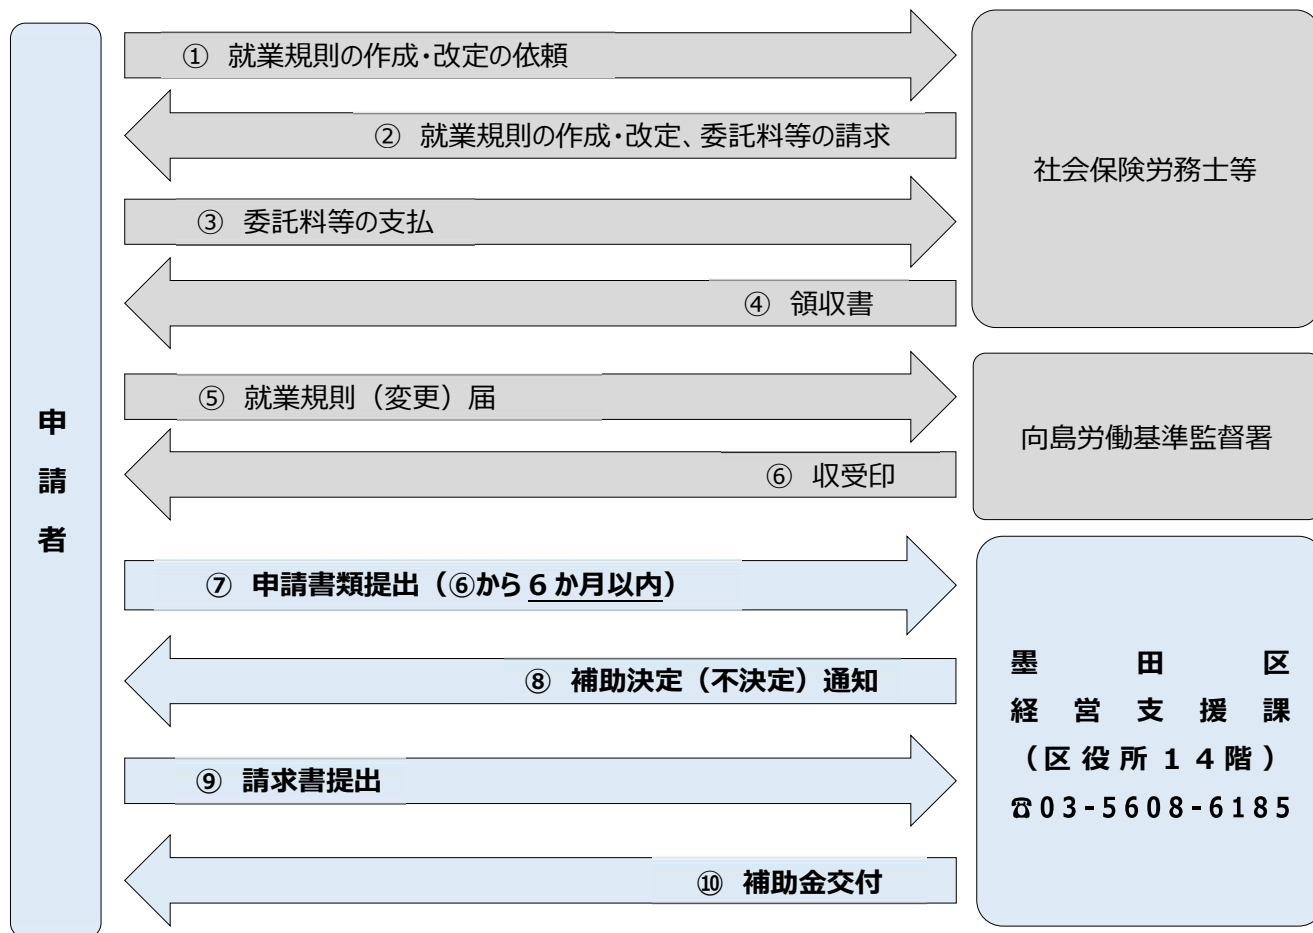 ① 就業規則の作成・改定の依頼
② 就業規則の作成・改定、委託料等の請求
③ 委託料等の支払
④ 領収書
社会保険労務士等
⑤ 就業規則（変更）届
⑥ 収受印
向島労働基準監督署
申
請
者
⑦ 申請書類提出（⑥から６か月以内）
⑧ 補助決定（不決定）通知
⑨ 請求書提出
⑩ 補助金交付
墨田区
経営支援課
（区役所１４階）
☎03-5608-6185